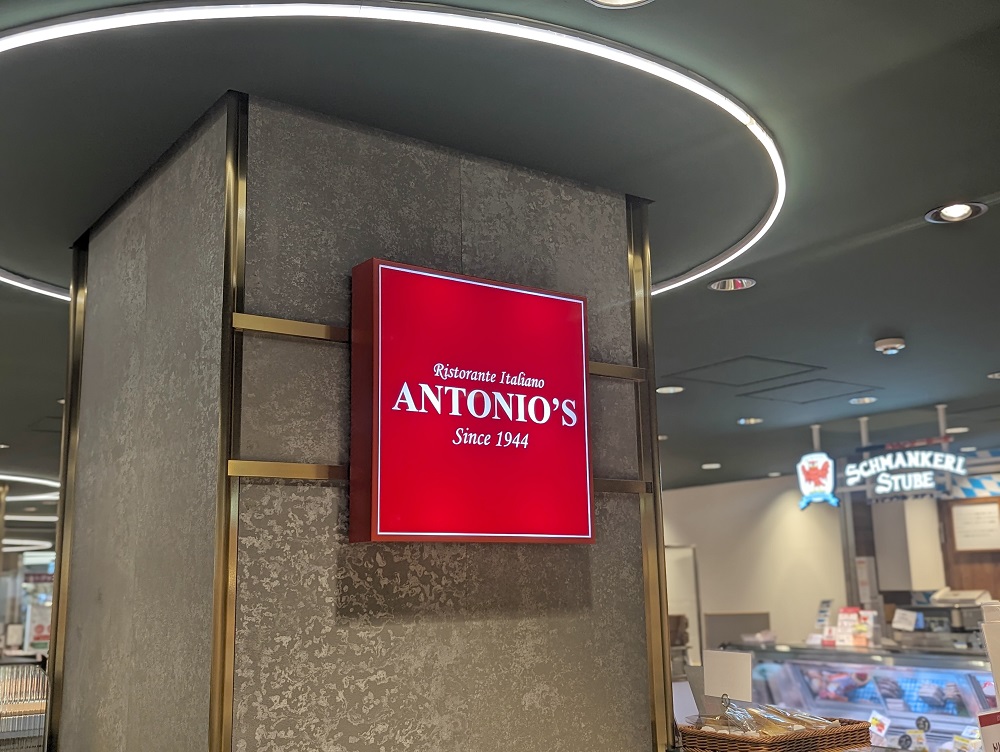 Ristorante Italiano
ANTONIO'S
Since 1944
SCHMANKERL
STUBE